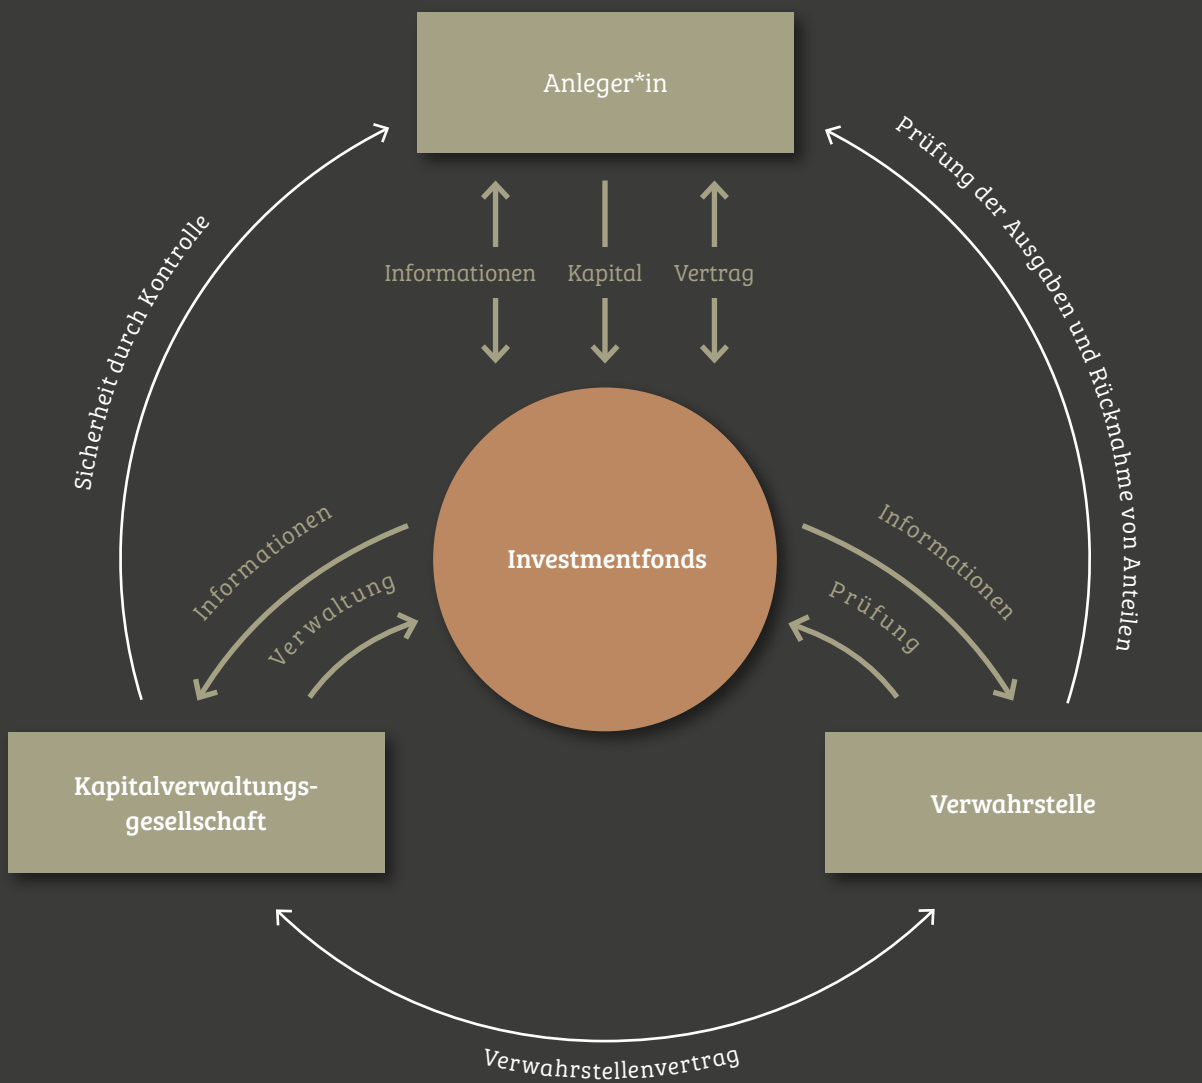 Anleger*in
Sicherheit durch Kontrolle
Prüfung der Ausgaben und Rücknahme von Anteilen
Informationen
Kapital
Vertrag
Informationen
Verwaltung
Investmentfonds
Informationen
Prüfung
Kapitalverwaltungs-
gesellschaft
Verwahrstelle
Verwahrstellenvertrag